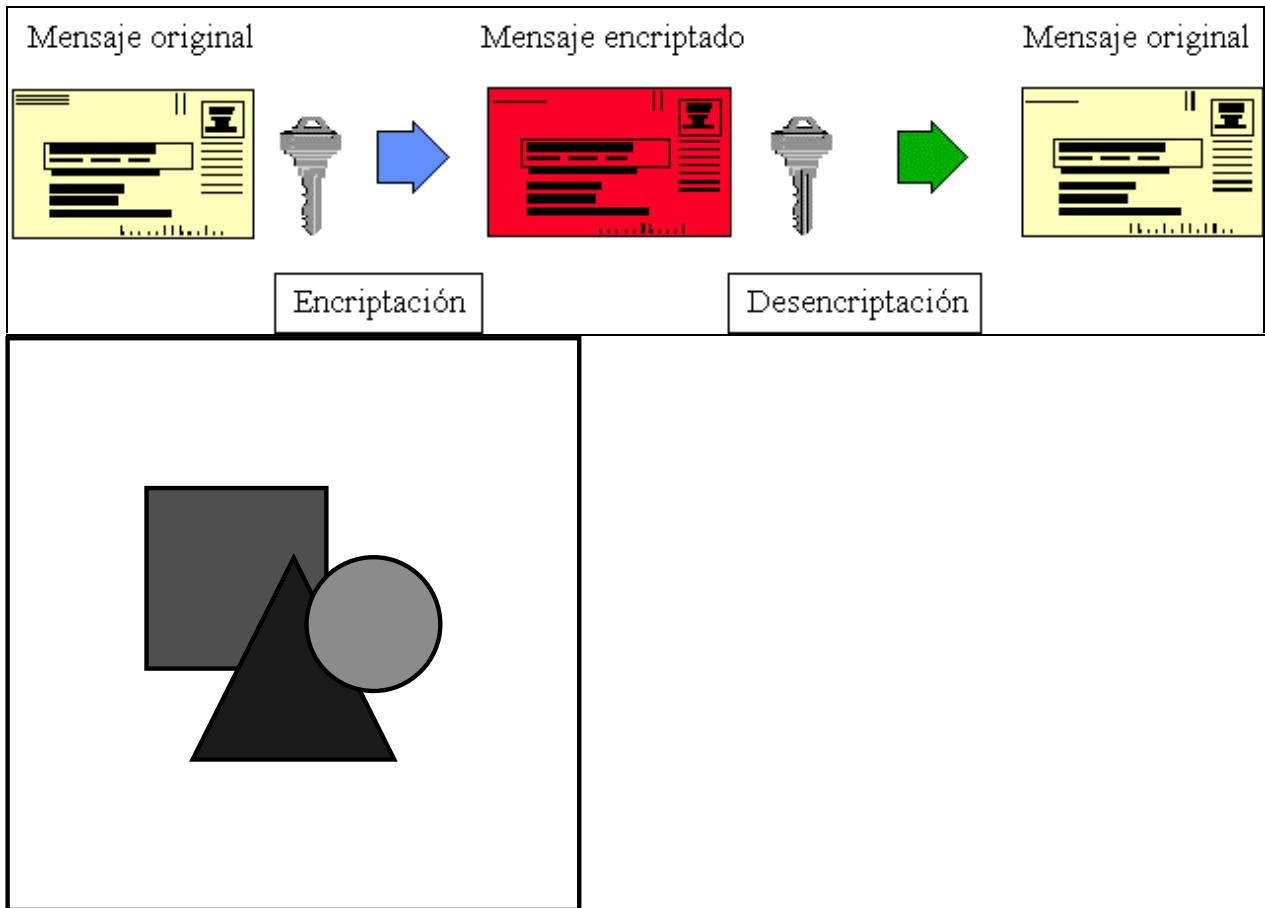 Mensaje original
Mensaje encriptado
Mensaje original
Encriptación
Desencriptación